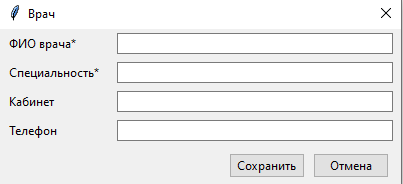 Врач
ФИО врача*
Специальность*
Кабинет
Телефон
Сохранить Отмена